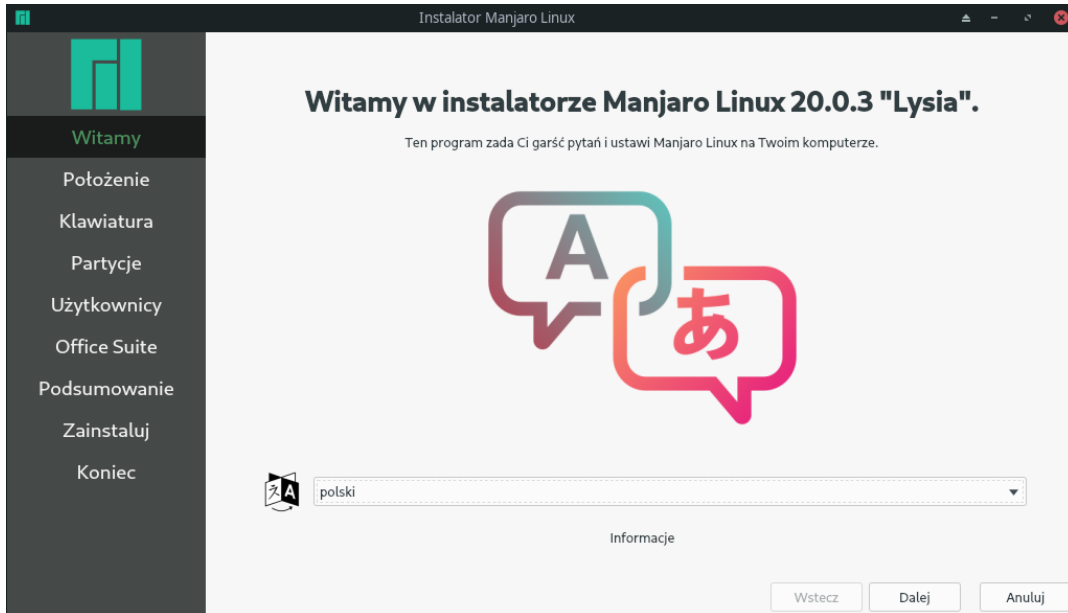 Instalator Manjaro Linux
Witamy
Położenie
Klawiatura
Partycje
Użytkownicy
Office Suite
Podsumowanie
Zainstaluj
Koniec
Witamy w instalatorze Manjaro Linux 20.0.3 "Lysia".
Ten program zada Ci garść pytań i ustawi Manjaro Linux na Twoim komputerze.
A
あ
A
polski
Informacje
Wstecz
Dalej
Anuluj